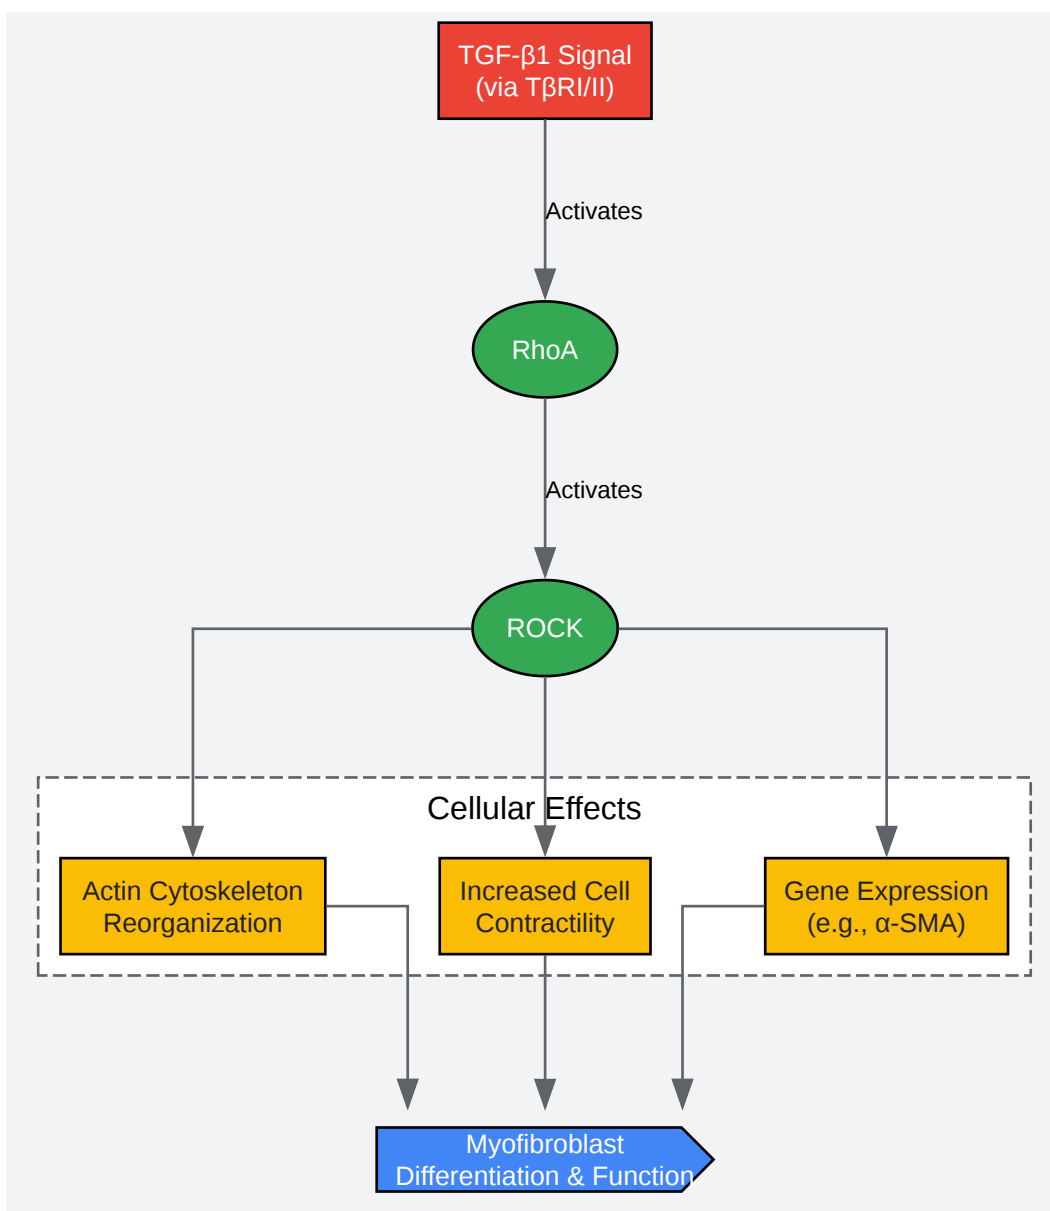 TGF-β1 Signal
(via TβRI/II)
Activates
RhoA
Activates
ROCK
Cellular Effects
Actin Cytoskeleton
Reorganization
Increased Cell
Contractility
Gene Expression
(e.g., α-SMA)
Myofibroblast
Differentiation & Function